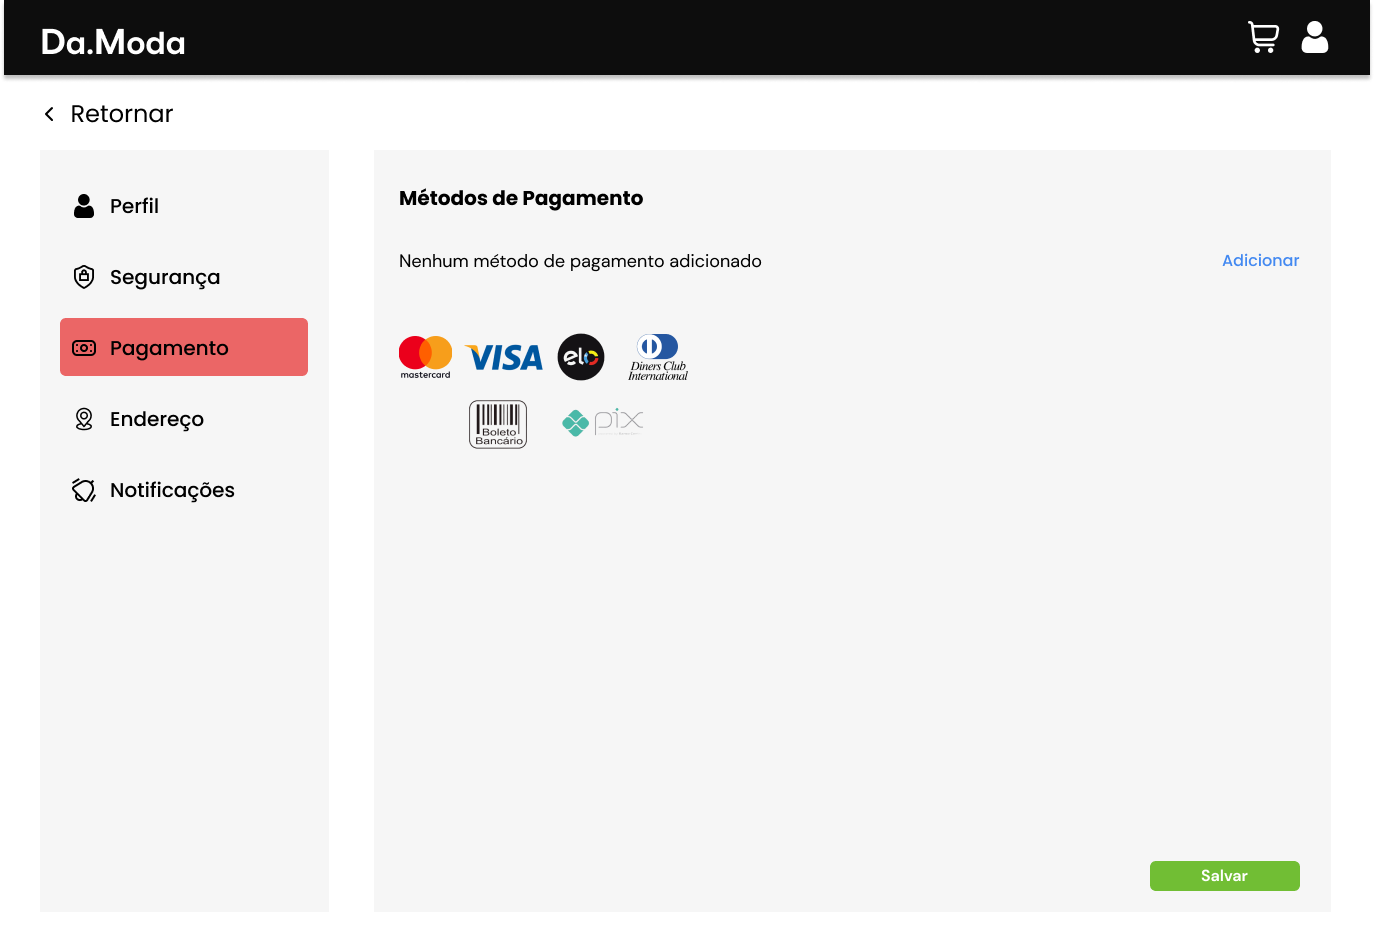 Da.Moda
Retornar
Perfil
Segurança
Pagamento
Endereço
Notificações
Métodos de Pagamento
Nenhum método de pagamento adicionado
Adicionar
mastercard
VISA
elo
Diners Club
International
Boleto
Bancário
pix
Salvar